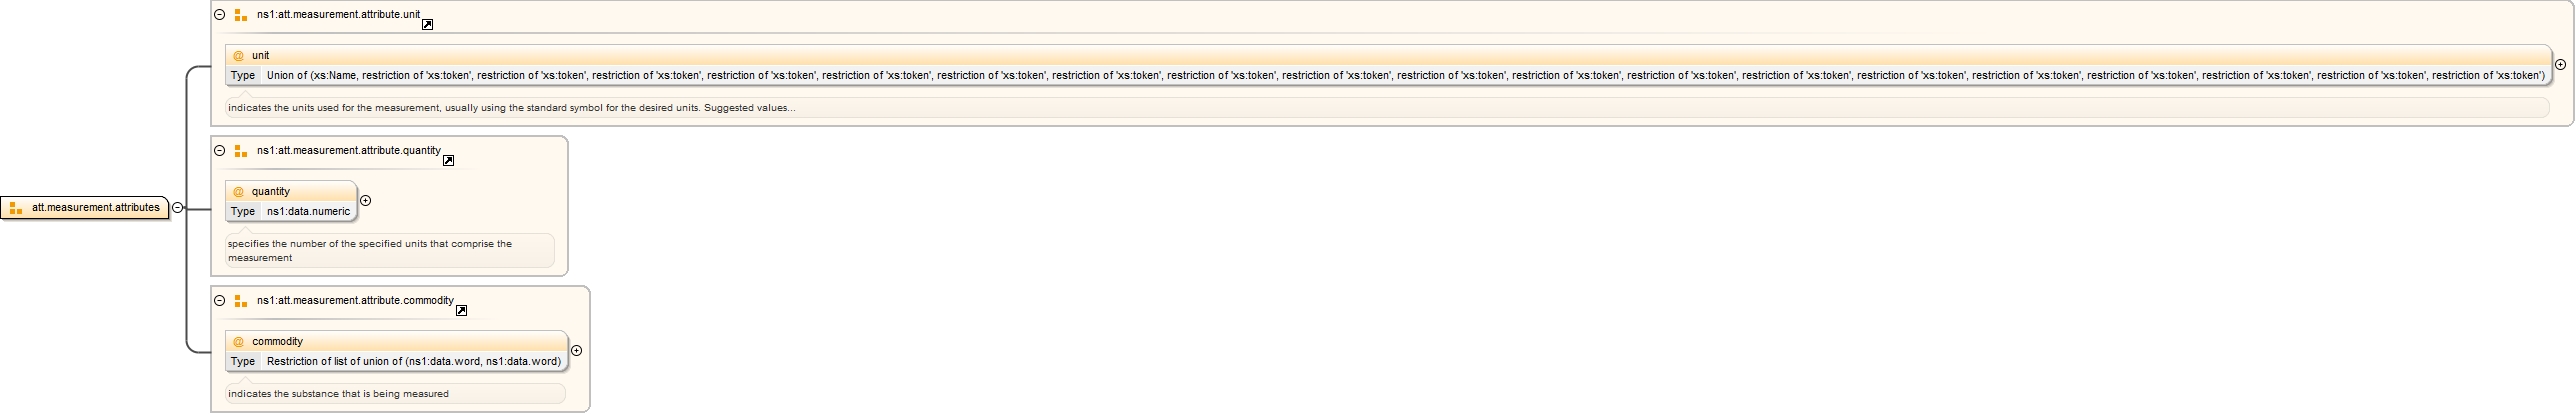 att.measurement.attributes
ns1:att.measurement.attribute.unit
@ unit
Type Union of (xs:Name, restriction of 'xs:token', restriction of 'xs:token', restriction of 'xs:token', restriction of 'xs:token', restriction of 'xs:token', restriction of 'xs:token', restriction of 'xs:token', restriction of 'xs:token', restriction of 'xs:token', restriction of 'xs:token', restriction of 'xs:token', restriction of 'xs:token', restriction of 'xs:token', restriction of 'xs:token', restriction of 'xs:token', restriction of 'xs:token', restriction of 'xs:token', restriction of 'xs:token', restriction of 'xs:token')
indicates the units used for the measurement, usually using the standard symbol for the desired units. Suggested values...
ns1:att.measurement.attribute.quantity
@ quantity
Type ns1:data.numeric
specifies the number of the specified units that comprise the
measurement
ns1:att.measurement.attribute.commodity
@ commodity
Type Restriction of list of union of (ns1:data.word, ns1:data.word)
indicates the substance that is being measured